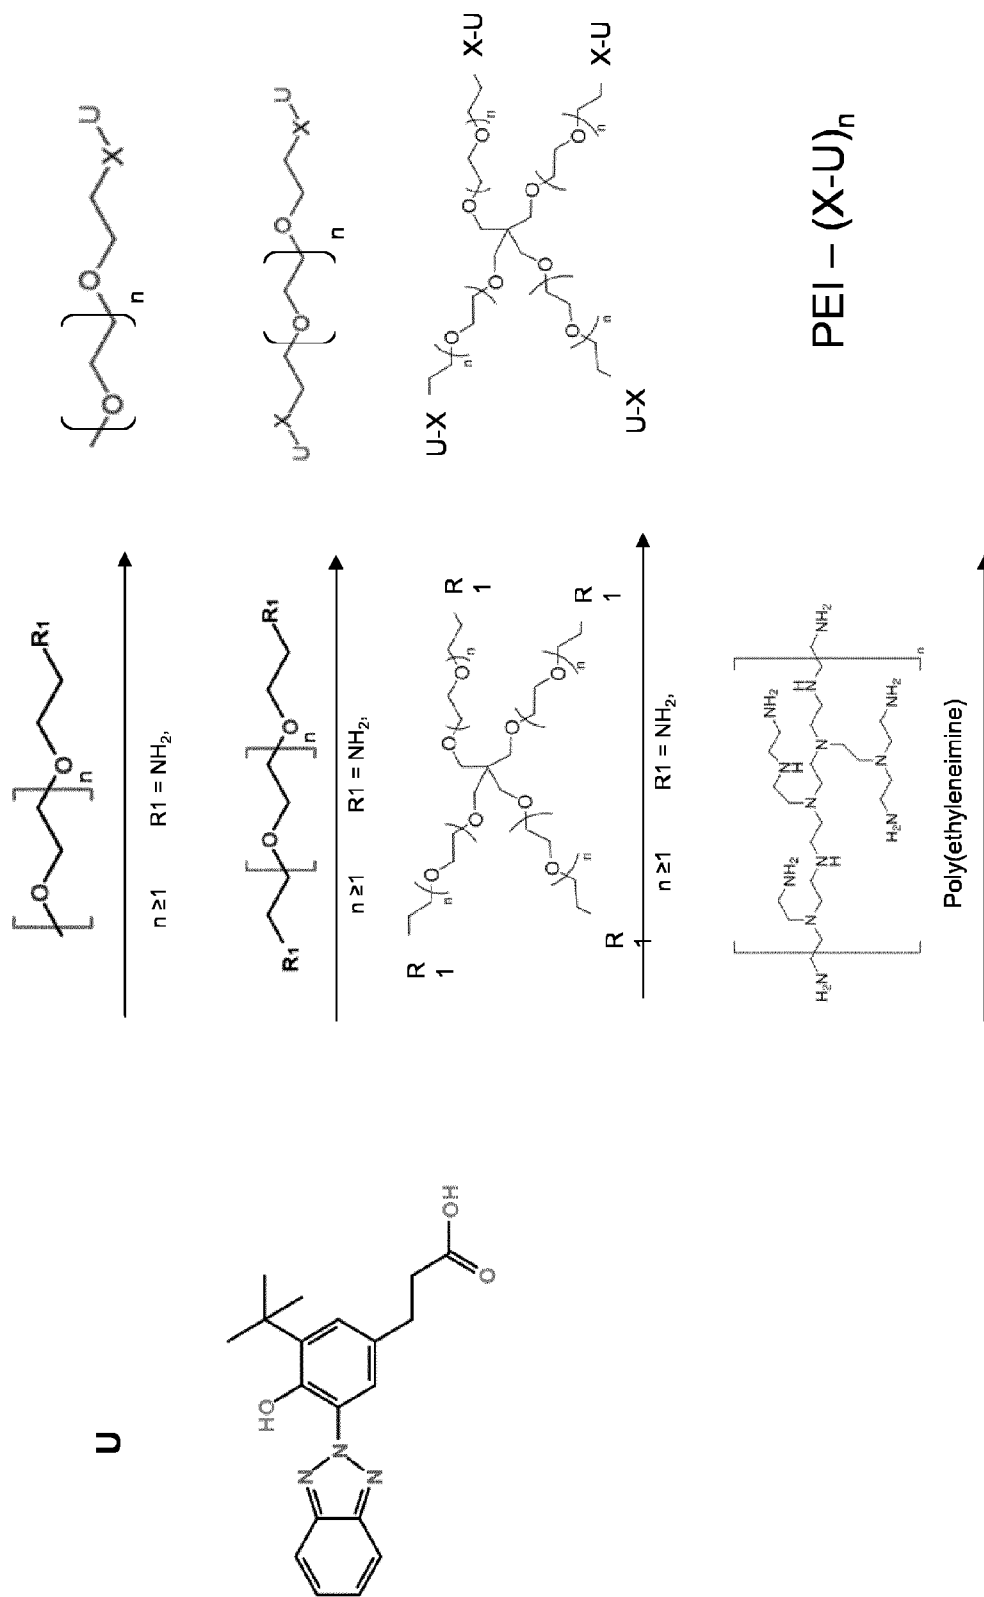 U
HO
N
N
N
OH
O
O
O
n
R1
n ≥1 R1 = NH2,
O
O
n
X
U
R1
O
O
n
R1
n ≥1 R1 = NH2,
U
X
O
O
n
X
U
R
1
O
n
O
O
O
n
R
1
R
1
O
n
O
O
O
n
R
1
n ≥1 R1 = NH2,
U-X
O
n
O
O
O
n
X-U
U-X
O
n
O
O
O
n
X-U
H2N
N
NH2
N
H
N
N
H
NH2
N
N
H2N
NH2
N
H
NH2
n
Poly(ethyleneimine)
PEI – (X-U)n